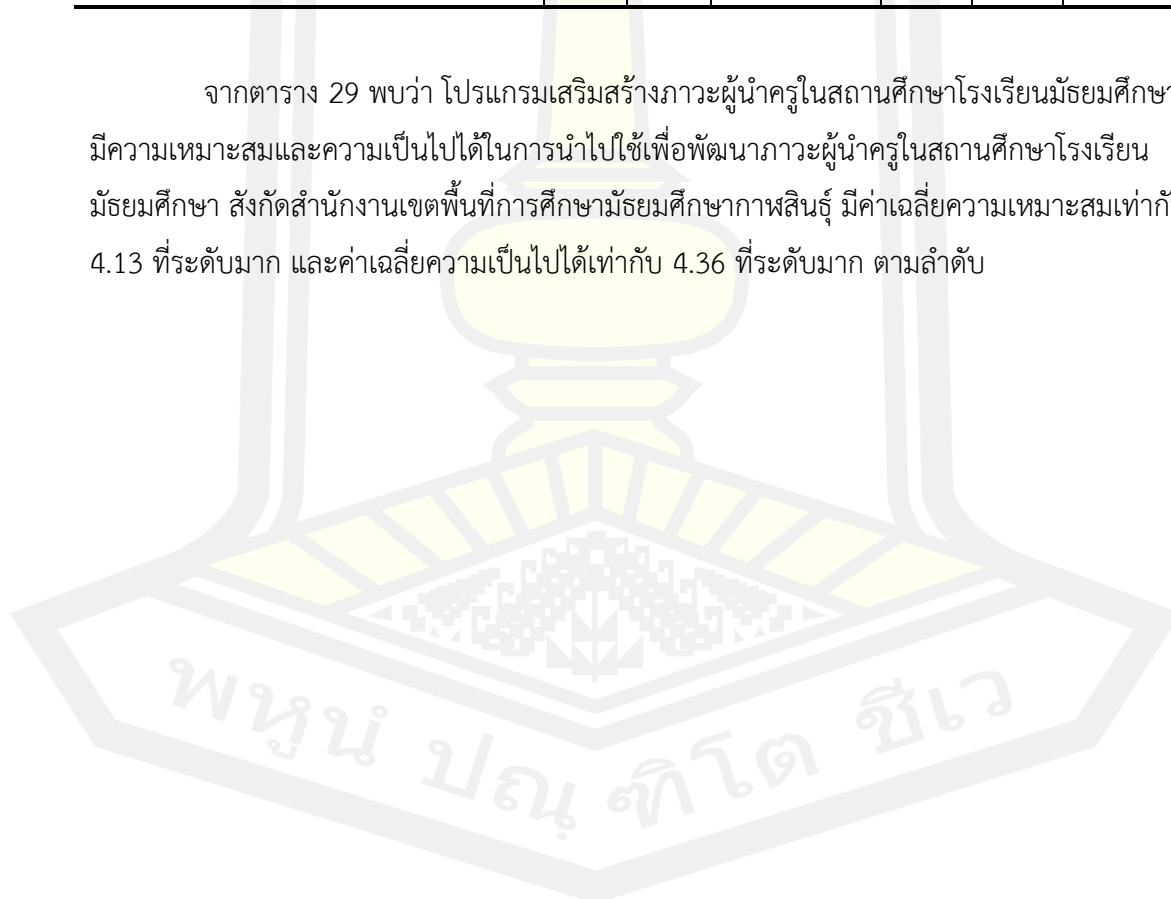 จากตาราง 29 พบว่า โปรแกรมเสริมสร้างภาวะผู้นำครูในสถานศึกษาโรงเรียนมัธยมศึกษา
มีความเหมาะสมและความเป็นไปได้ในการนำไปใช้เพื่อพัฒนาภาวะผู้นำครูในสถานศึกษาโรงเรียน
มัธยมศึกษา สังกัดสำนักงานเขตพื้นที่การศึกษามัธยมศึกษากาฬสินธุ์ มีค่าเฉลี่ยความเหมาะสมเท่ากับ
4.13 ที่ระดับมาก และค่าเฉลี่ยความเป็นไปได้เท่ากับ 4.36 ที่ระดับมาก ตามลำดับ
พหูนํ ปณฺฑิโต ชีเว